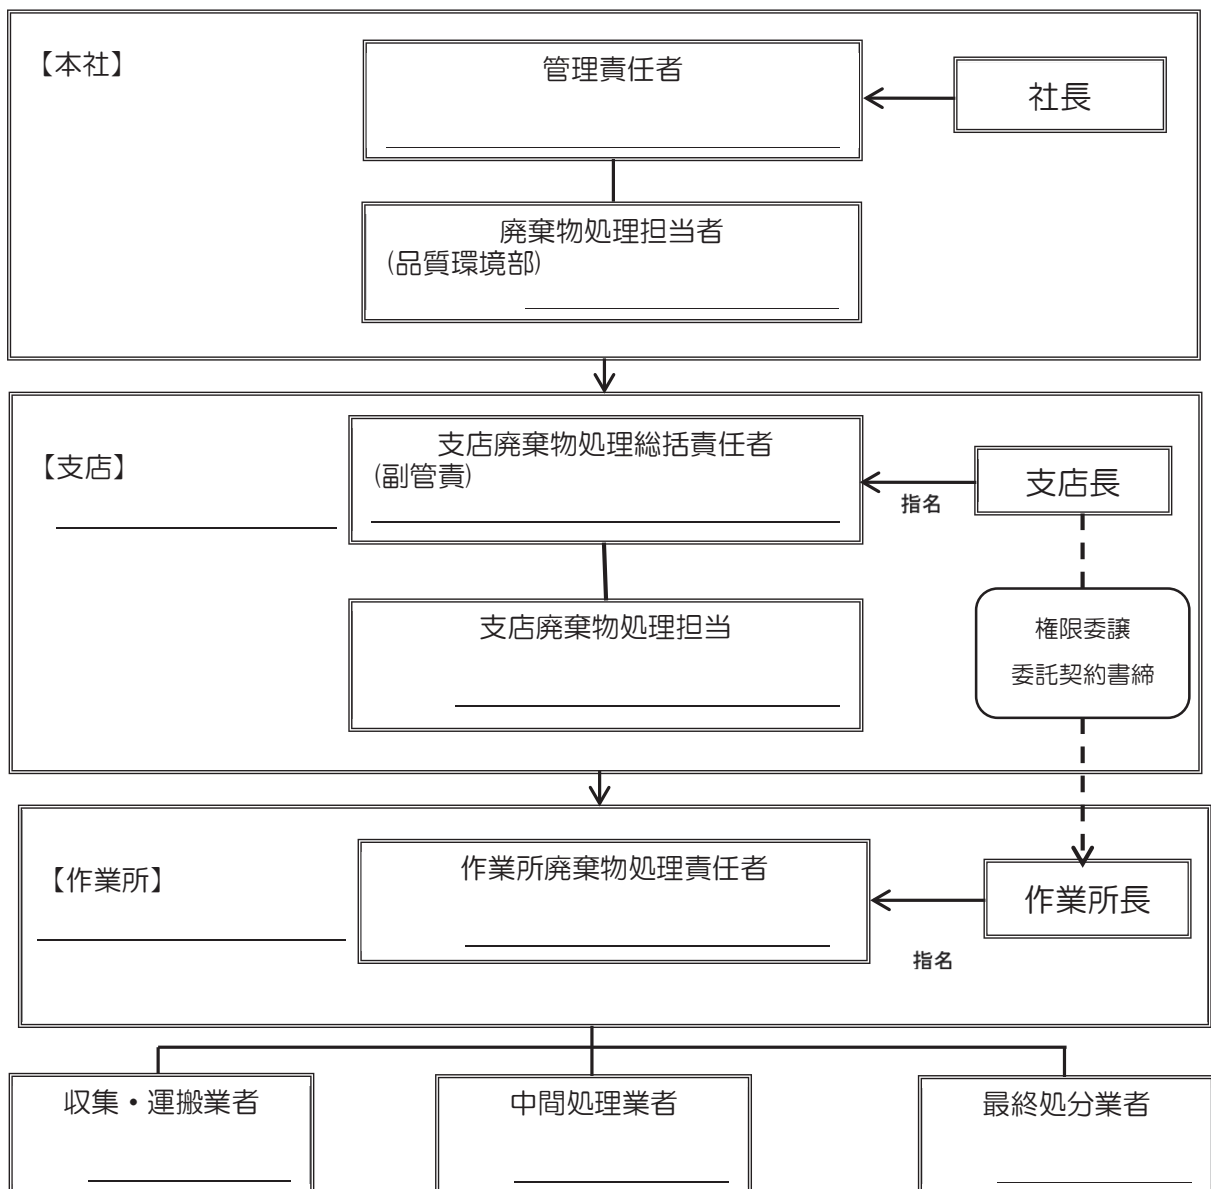 【本社】
管理責任者
社長
廃棄物処理担当者
(品質環境部)
【支店】
支店廃棄物処理総括責任者
(副管責)
支店長
指名
支店廃棄物処理担当
権限委譲
委託契約書締
【作業所】
作業所廃棄物処理責任者
作業所長
指名
収集・運搬業者
中間処理業者
最終処分業者